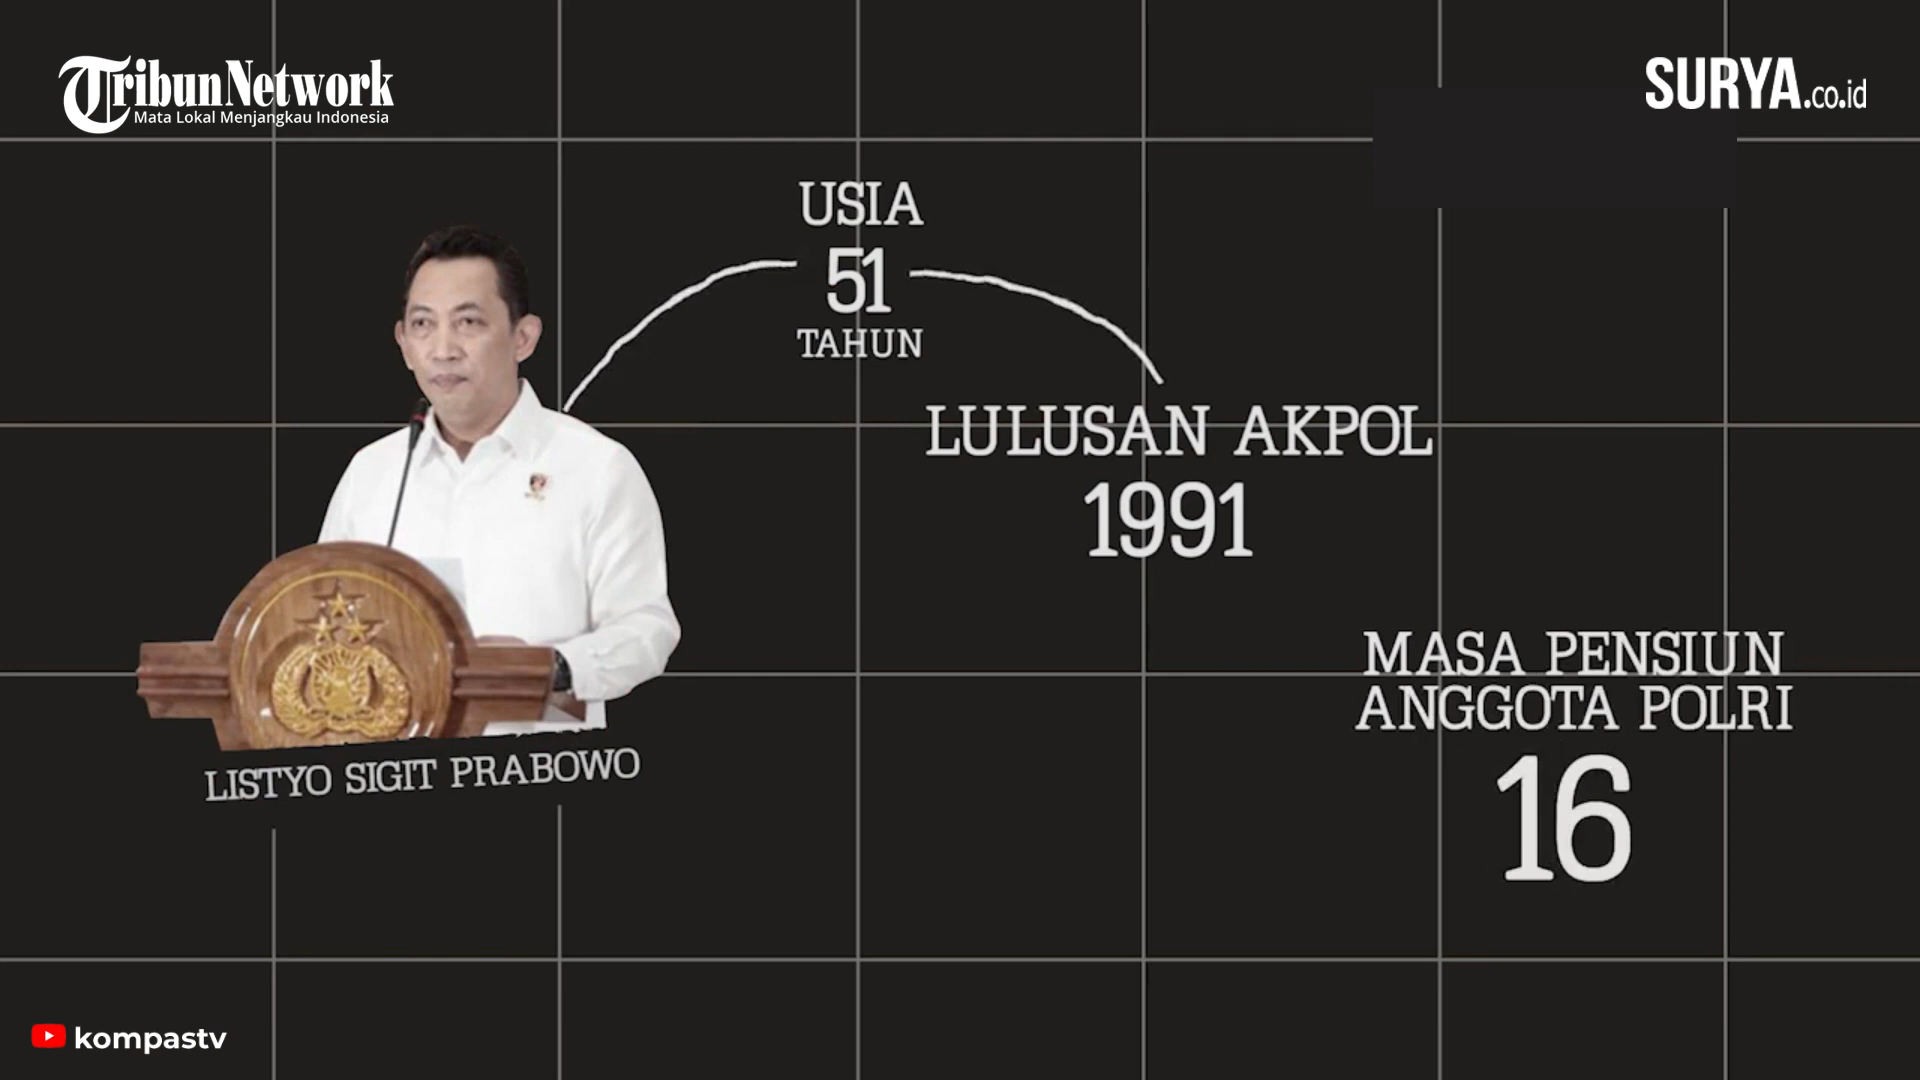 TribunNetwork
Mata Lokal Menjangkau Indonesia
SURYA.co.id
USIA
51
TAHUN
LULUSAN AKPOL
1991
MASA PENSIUN
ANGGOTA POLRI
16
LISTYO SIGIT PRABOWO
kompastv